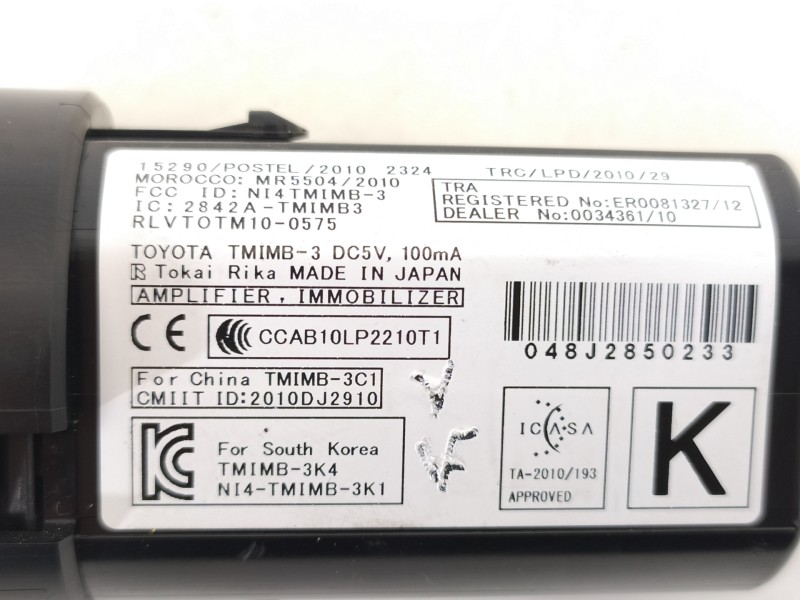 15290/POSTEL/2010 2324
TRC/LPD/2010/29
MOROCCO: MR5504/2010
FCC ID: NI4TMIMB-3
IC: 2842A-TMIMB3
RLVTOTM10-0575
TRA
REGISTERED No:ER0081327/12
DEALER No:0034361/10
TOYOTA TMIMB-3 DC5V, 100mA
R Tokai Rika MADE IN JAPAN
AMPLIFIER, IMMOBILIZER
CE
CCAB10LP2210T1
048J2850233
For China TMIMB-3C1
CMIIT ID:2010DJ2910
KC
For South Korea
TMIMB-3K4
NI4-TMIMB-3K1
ICASA
TA-2010/193
APPROVED
K